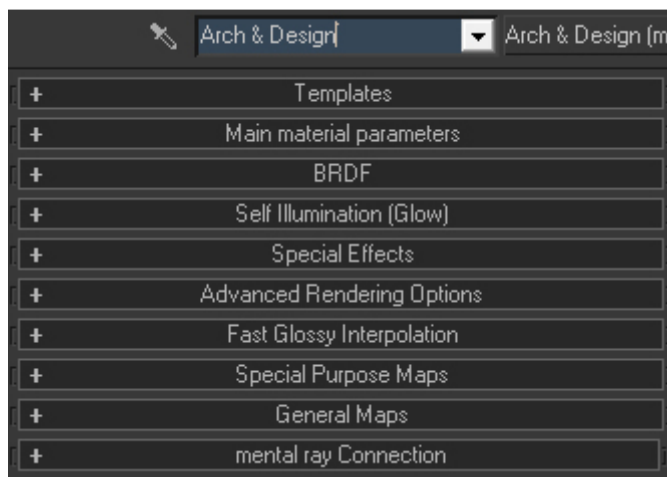 Arch & Design Arch & Design (m
+ Templates
+ Main material parameters
+ BRDF
+ Self Illumination (Glow)
+ Special Effects
+ Advanced Rendering Options
+ Fast Glossy Interpolation
+ Special Purpose Maps
+ General Maps
+ mental ray Connection